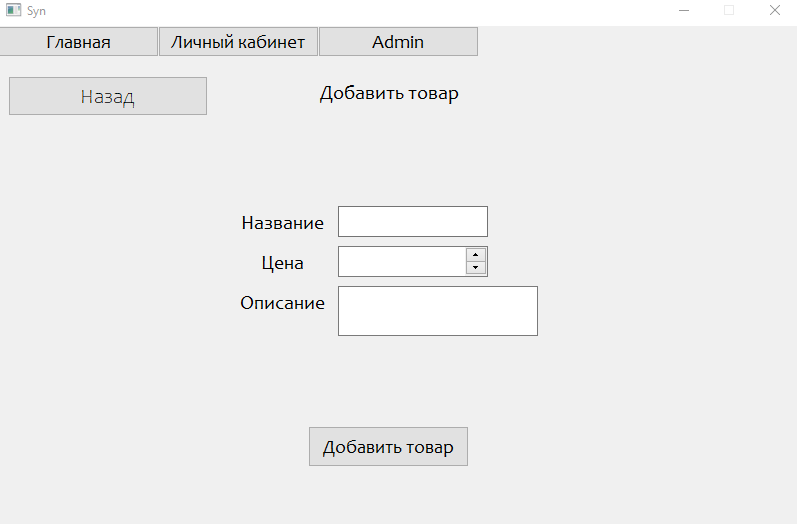 Syn
Главная Личный кабинет Admin
Назад
Добавить товар
Название
Цена
Описание
Добавить товар